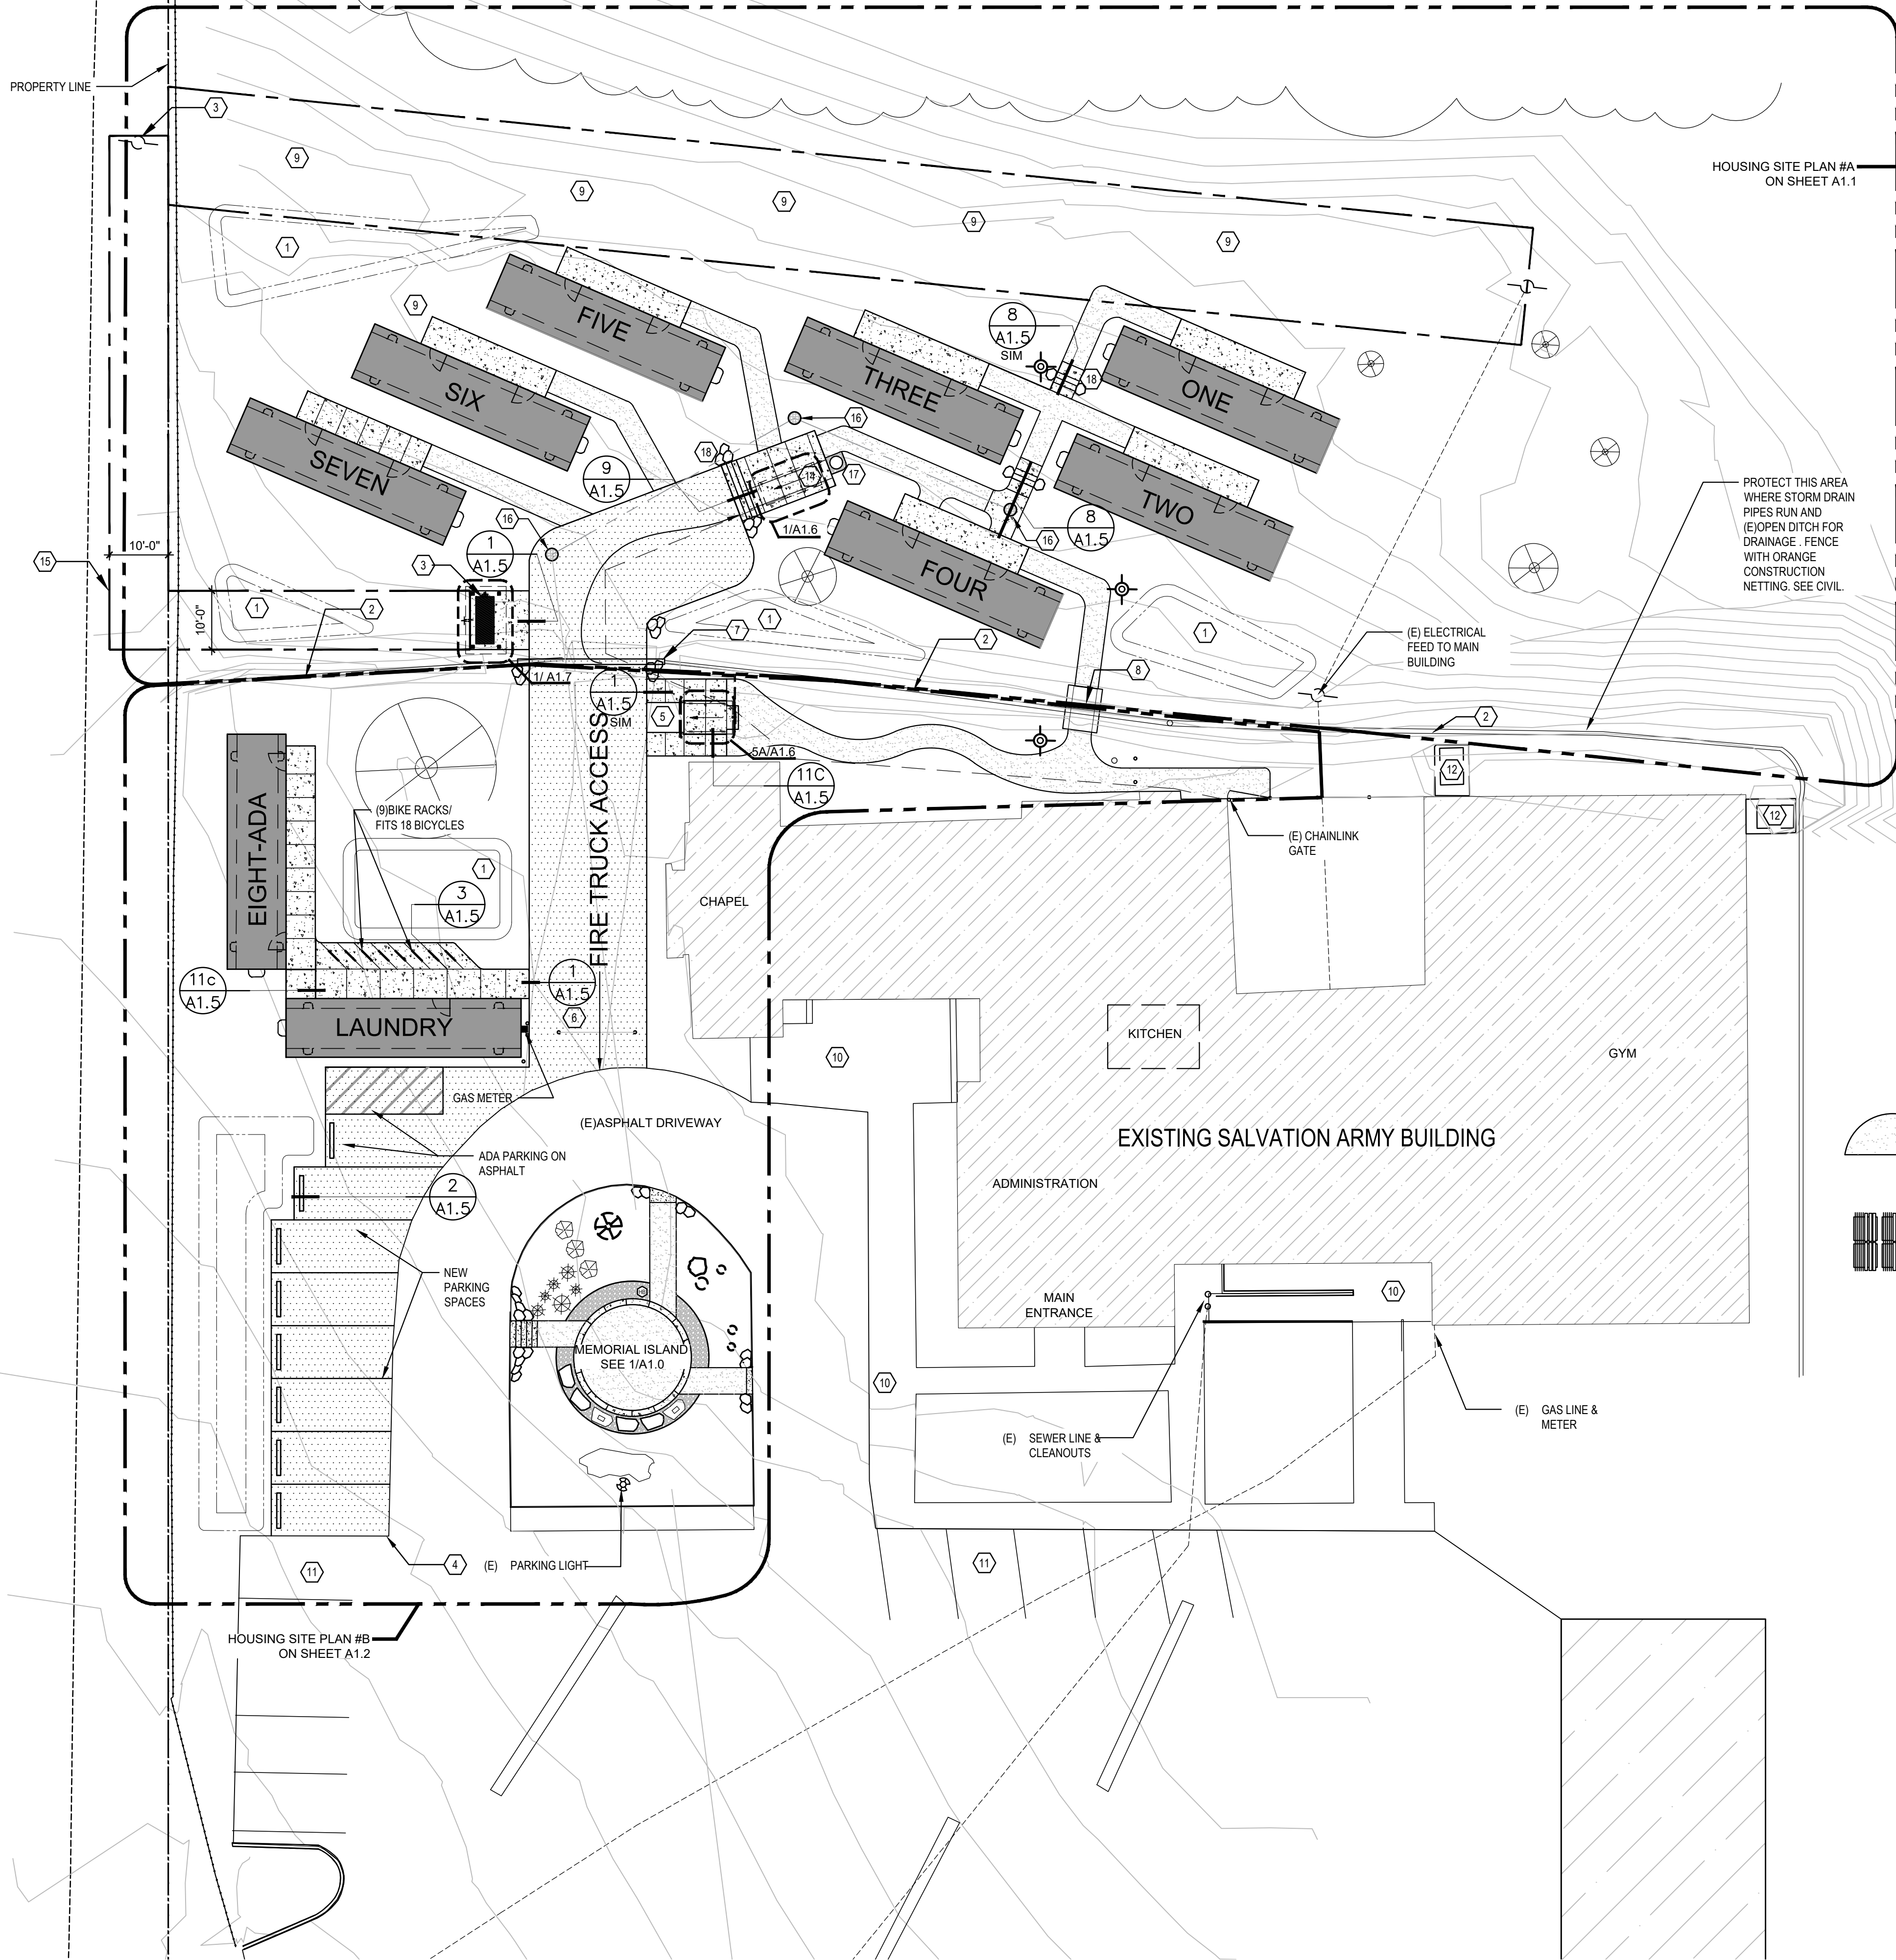 PROPERTY LINE
3
9
9
9
9
9
HOUSING SITE PLAN #A
ON SHEET A1.1
1
9
FIVE
SIX
SEVEN
THREE
ONE
TWO
FOUR
8
A1.5
SIM
18
16
18
9
A1.5
14
17
1/A1.6
16
8
A1.5
16
1
A1.5
3
PROTECT THIS AREA
WHERE STORM DRAIN
PIPES RUN AND
(E)OPEN DITCH FOR
DRAINAGE . FENCE
WITH ORANGE
CONSTRUCTION
NETTING. SEE CIVIL.
10'-0"
15
10'-0"
1
2
1
7
2
1
(E) ELECTRICAL
FEED TO MAIN
BUILDING
8
1/ A1.7
1
A1.5
SIM
5
5A/A1.6
2
11C
A1.5
12
12
(E) CHAINLINK
GATE
EIGHT-ADA
(9)BIKE RACKS/
FITS 18 BICYCLES
1
3
A1.5
FIRE TRUCK ACCESS
CHAPEL
11c
A1.5
1
A1.5
6
LAUNDRY
GAS METER
10
KITCHEN
GYM
(E)ASPHALT DRIVEWAY
EXISTING SALVATION ARMY BUILDING
ADA PARKING ON
ASPHALT
2
A1.5
ADMINISTRATION
NEW
PARKING
SPACES
MEMORIAL ISLAND
SEE 1/A1.0
MAIN
ENTRANCE
10
10
(E) SEWER LINE &
CLEANOUTS
(E) GAS LINE &
METER
4
(E) PARKING LIGHT
11
11
HOUSING SITE PLAN #B
ON SHEET A1.2